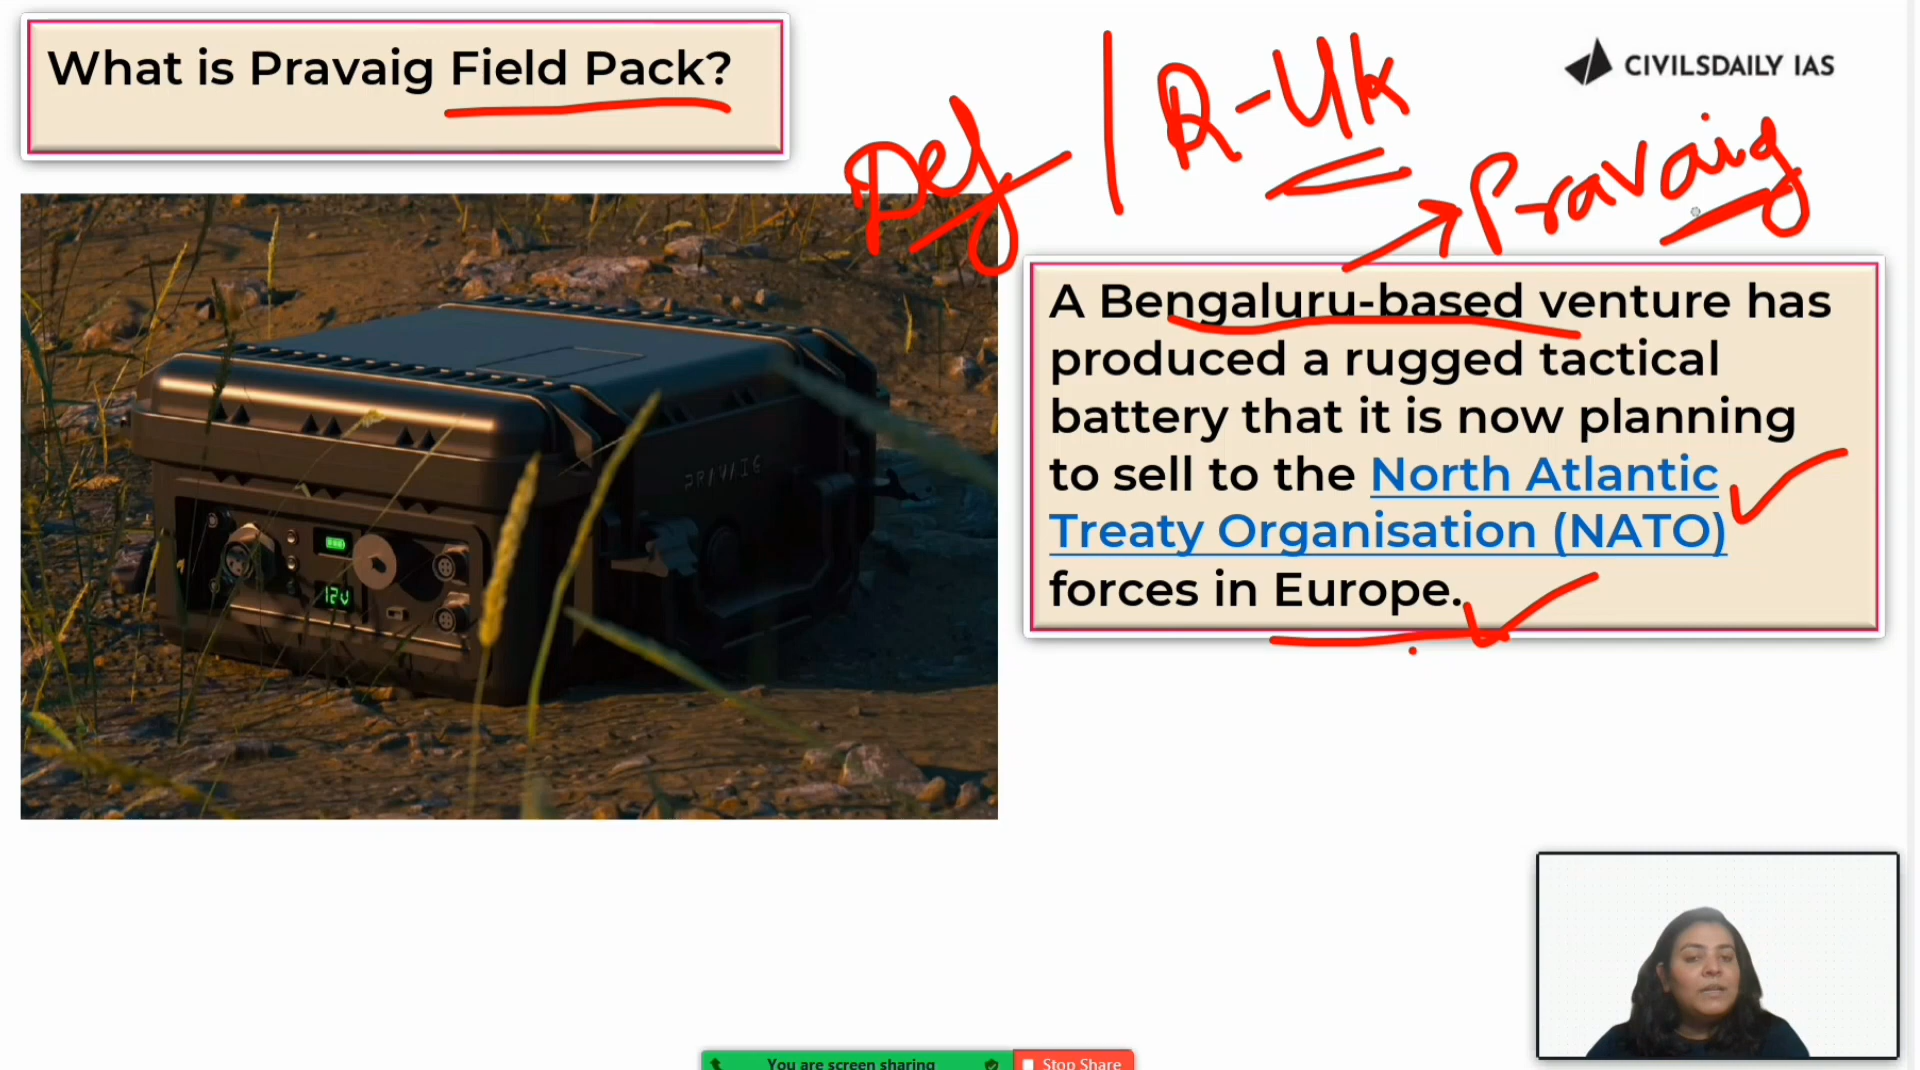 What is Pravaig Field Pack?
Def / R-Uk
CIVILSDAILY IAS
Pravaig
A Bengaluru-based venture has
produced a rugged tactical
battery that it is now planning
to sell to the North Atlantic
Treaty Organisation (NATO)
forces in Europe.
PRAVAIG
12V
You are screen sharing
Stop Share